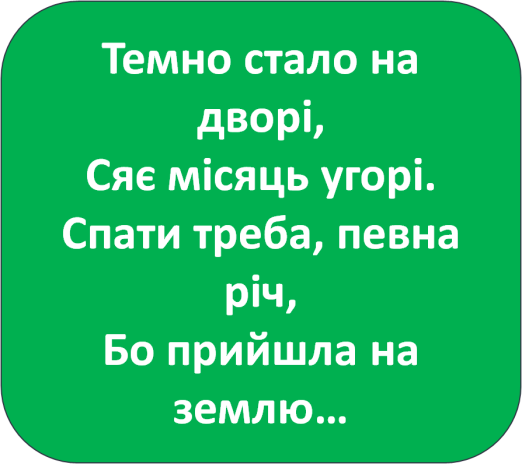 Темно стало на
дворі,
Сяє місяць угорі.
Спати треба, певна
річ,
Бо прийшла на
землю...